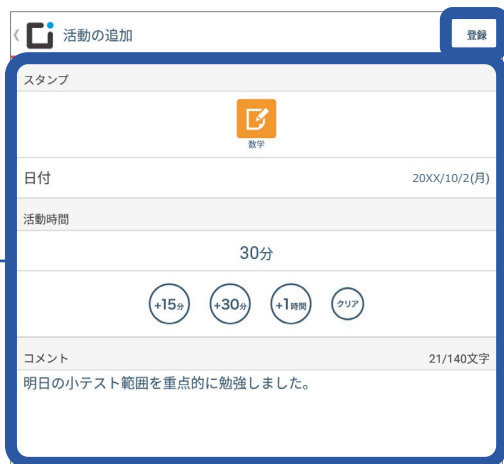 活動の追加
登録
スタンプ
数学
日付 20XX/10/2(月)
活動時間
30分
+15分 +30分 +1時間 クリア
コメント 21/140文字
明日の小テスト範囲を重点的に勉強しました。